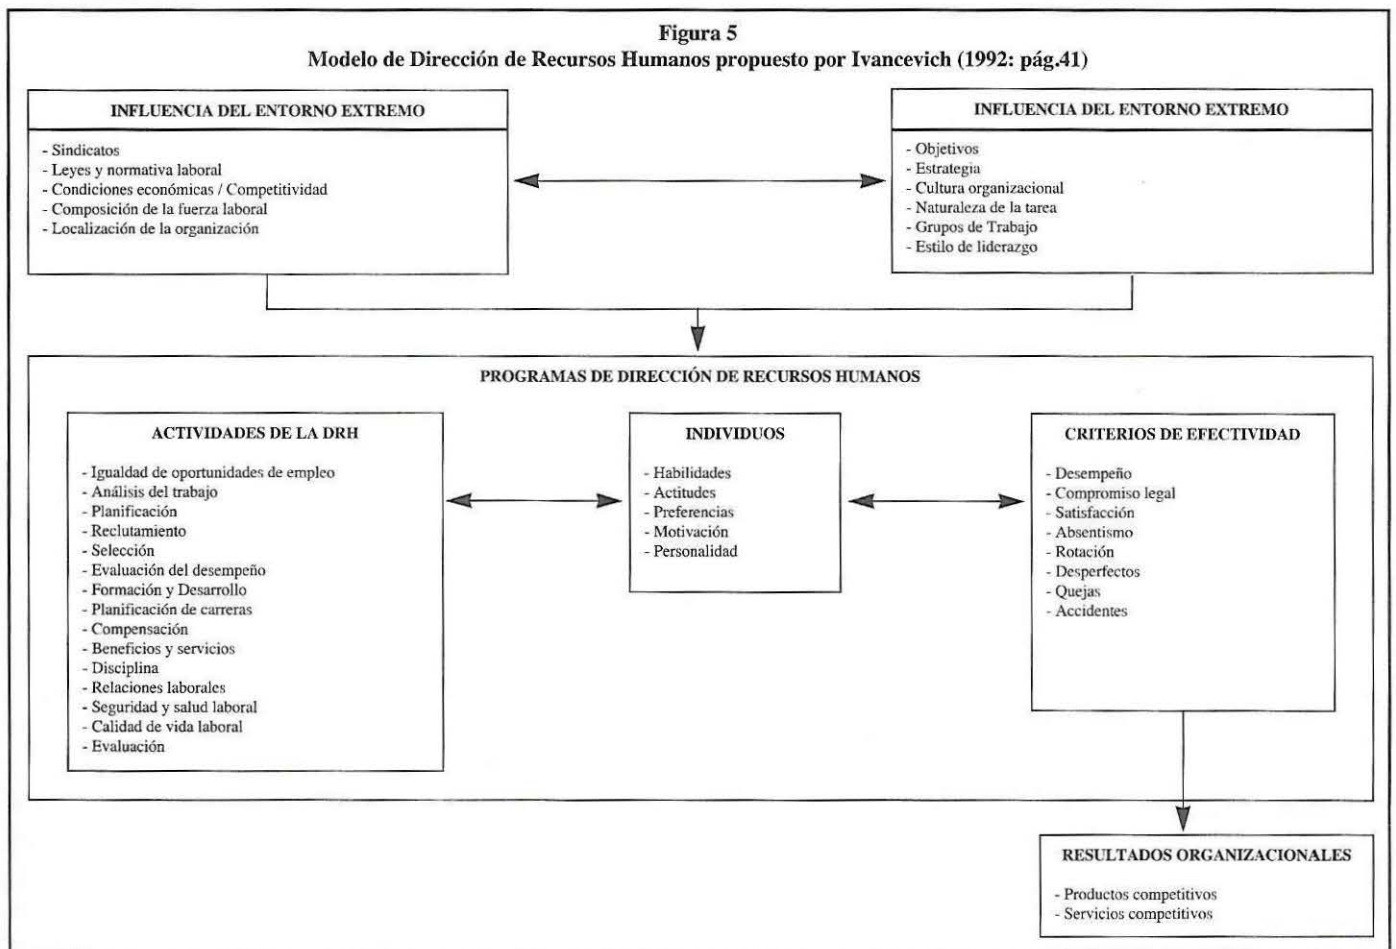 Figura 5
Modelo de Dirección de Recursos Humanos propuesto por Ivancevich (1992: pág.41)
INFLUENCIA DEL ENTORNO EXTREMO
- Sindicatos
- Leyes y normativa laboral
- Condiciones económicas / Competitividad
- Composición de la fuerza laboral
- Localización de la organización
INFLUENCIA DEL ENTORNO EXTREMO
- Objetivos
- Estrategia
- Cultura organizacional
- Naturaleza de la tarea
- Grupos de Trabajo
- Estilo de liderazgo
PROGRAMAS DE DIRECCIÓN DE RECURSOS HUMANOS
ACTIVIDADES DE LA DRH
- Igualdad de oportunidades de empleo
- Análisis del trabajo
- Planificación
- Reclutamiento
- Selección
- Evaluación del desempeño
- Formación y Desarrollo
- Planificación de carreras
- Compensación
- Beneficios y servicios
- Disciplina
- Relaciones laborales
- Seguridad y salud laboral
- Calidad de vida laboral
- Evaluación
INDIVIDUOS
- Habilidades
- Actitudes
- Preferencias
- Motivación
- Personalidad
CRITERIOS DE EFECTIVIDAD
- Desempeño
- Compromiso legal
- Satisfacción
- Absentismo
- Rotación
- Desperfectos
- Quejas
- Accidentes
RESULTADOS ORGANIZACIONALES
- Productos competitivos
- Servicios competitivos